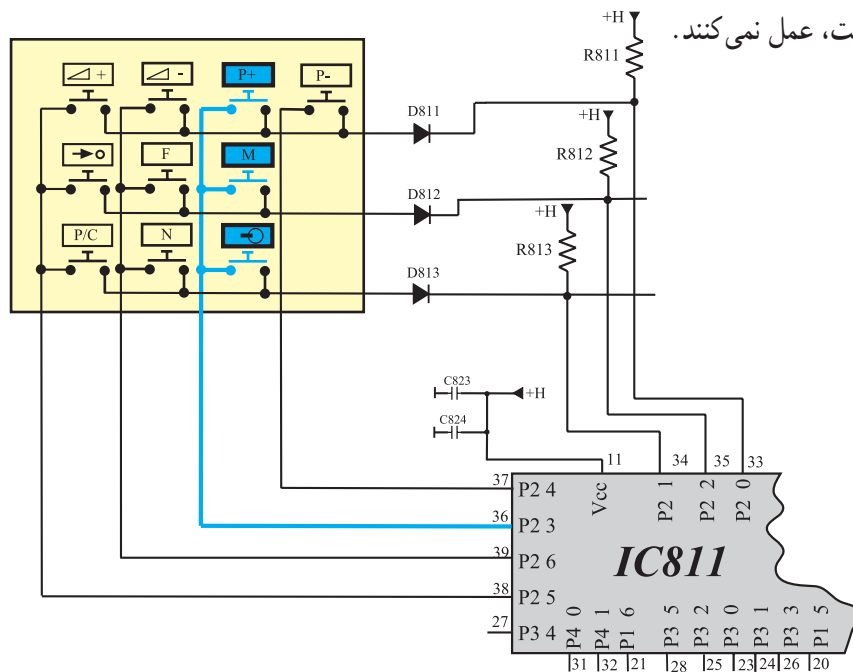 ت، عمل نمی‌کنند.
+H
R811
+H
R812
+H
R813
+ - P+ P-
D811
F M
D812
P/C N
D813
C823
+H
C824
11 34 35 33
37 P2 4 Vcc P2 1 P2 2 P2 0
36 P2 3
39 P2 6
IC811
38 P2 5
27 P3 4 P4 0 P4 1 P1 6 P3 5 P3 2 P3 0 P3 1 P3 3 P1 5
31 32 21 28 25 23 24 26 20